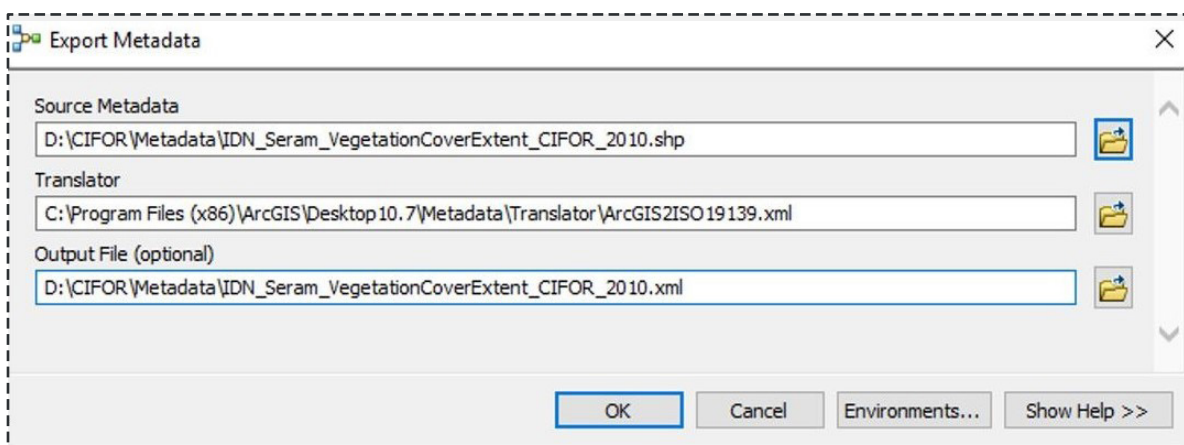 Export Metadata
Source Metadata
D:\CIFOR\Metadata\IDN_Seram_VegetationCoverExtent_CIFOR_2010.shp
Translator
C:\Program Files (x86)\ArcGIS\Desktop10.7\Metadata\Translator\ArcGIS2ISO19139.xml
Output File (optional)
D:\CIFOR\Metadata\IDN_Seram_VegetationCoverExtent_CIFOR_2010.xml
OK Cancel Environments... Show Help >>